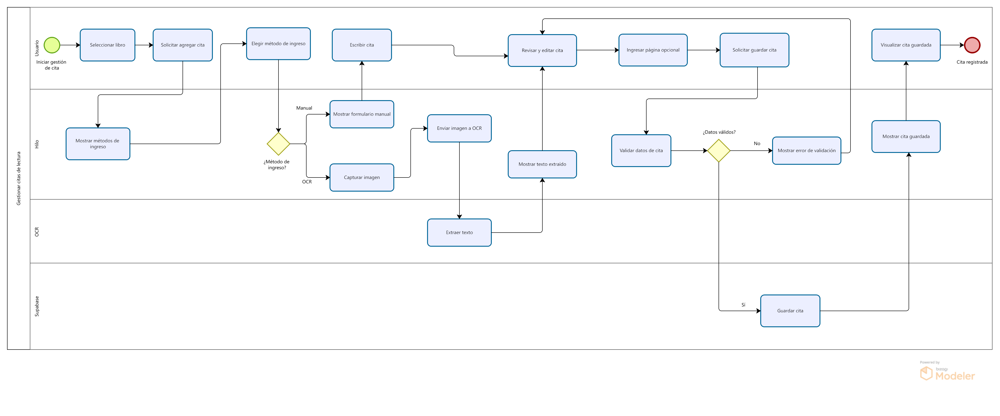 Gestionar citas de lectura
Usuario
Iniciar gestión
de cita
Seleccionar libro
Solicitar agregar cita
Elegir método de ingreso
Escribir cita
Revisar y editar cita
Ingresar página opcional
Solicitar guardar cita
Visualizar cita guardada
Cita registrada
Hilo
Mostrar métodos de
ingreso
¿Método de
ingreso?
Manual
Mostrar formulario manual
OCR
Capturar imagen
Enviar imagen a OCR
Mostrar texto extraído
Validar datos de cita
¿Datos válidos?
No
Mostrar error de validación
Mostrar cita guardada
OCR
Extraer texto
Supabase
Sí
Guardar cita
Powered by
bizagi
Modeler